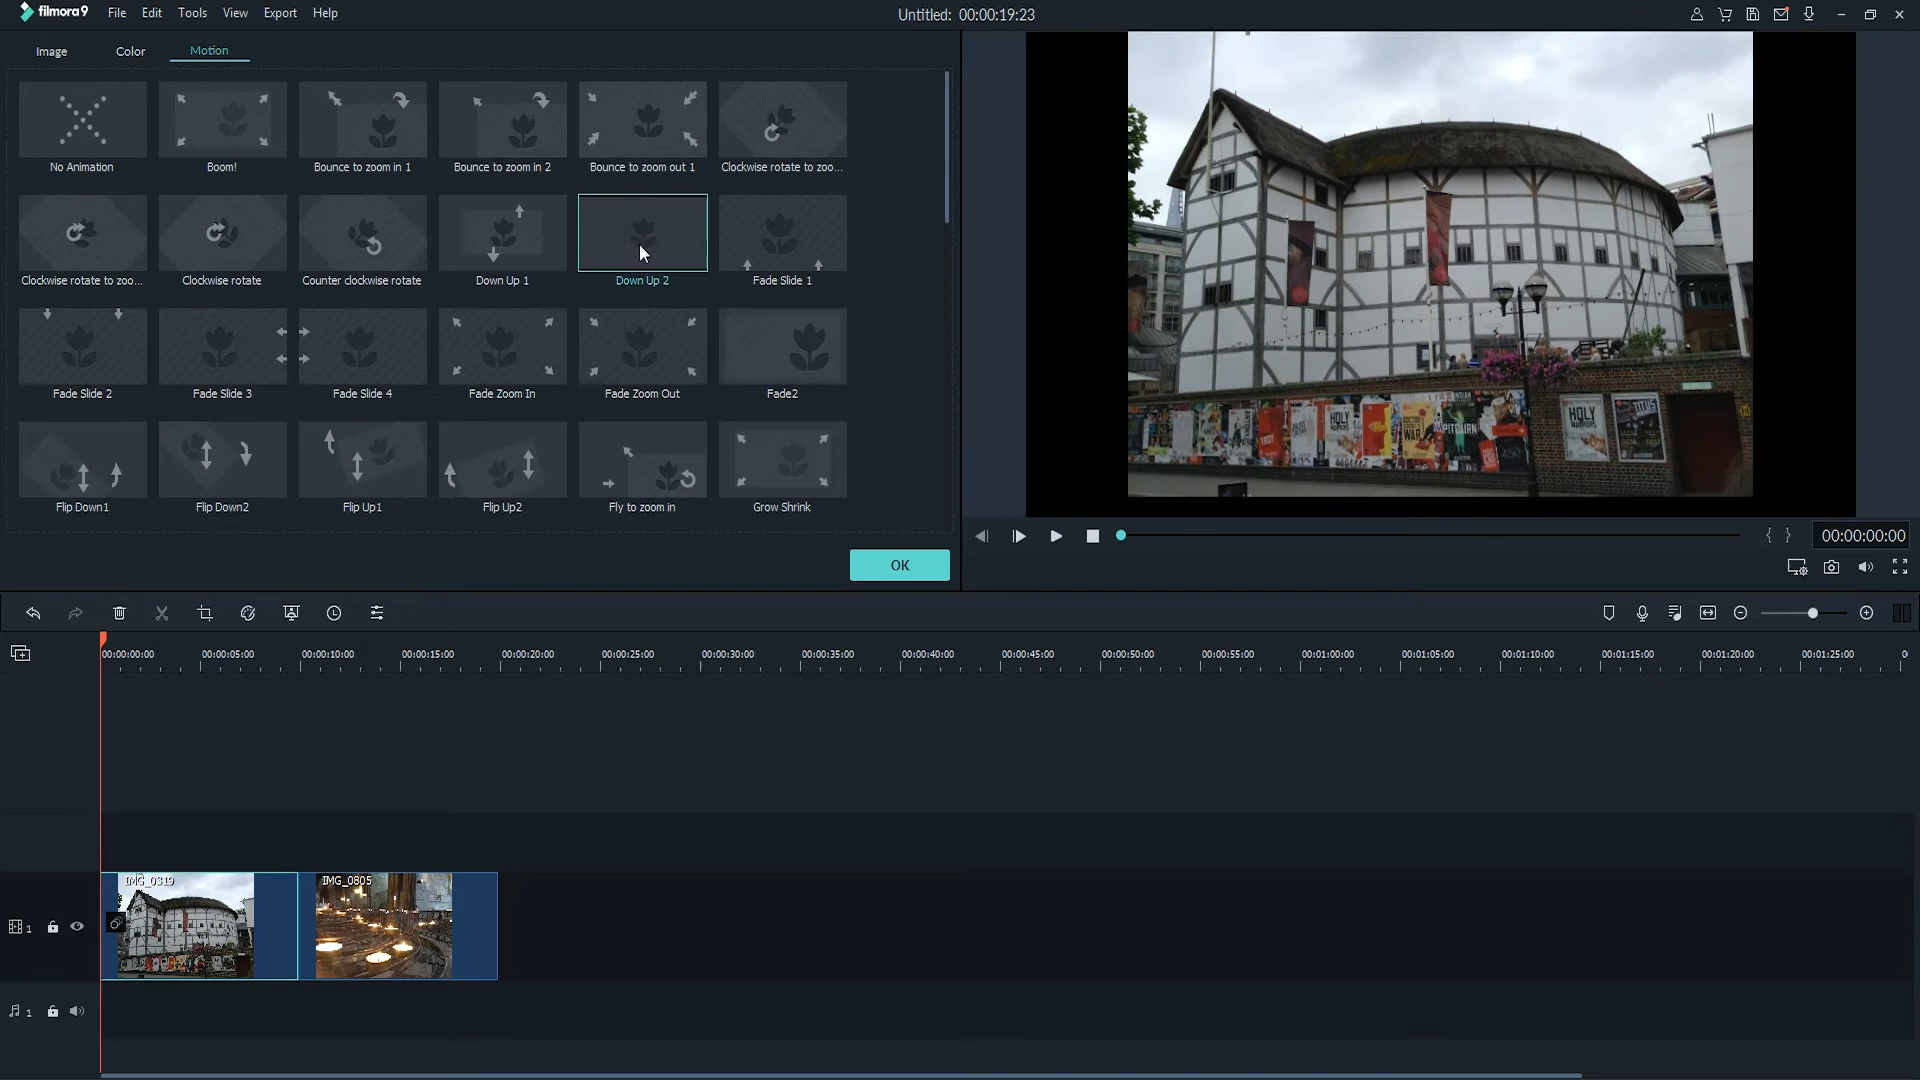 filmora9 File Edit Tools View Export Help Untitled: 00:00:19:23
Image Color Motion
No Animation Boom! Bounce to zoom in 1 Bounce to zoom in 2 Bounce to zoom out 1 Clockwise rotate to zoo...
Clockwise rotate to zoo... Clockwise rotate Counter clockwise rotate Down Up 1 Down Up 2 Fade Slide 1
Fade Slide 2 Fade Slide 3 Fade Slide 4 Fade Zoom In Fade Zoom Out Fade2
Flip Down1 Flip Down2 Flip Up1 Flip Up2 Fly to zoom in Grow Shrink
HOLY
TITUS
HOLY
WAR
PITCAIRN
OK
00:00:00:00
00:00:00:00 00:00:05:00 00:00:10:00 00:00:15:00 00:00:20:00 00:00:25:00 00:00:30:00 00:00:35:00 00:00:40:00 00:00:45:00 00:00:50:00 00:00:55:00 00:01:00:00 00:01:05:00 00:01:10:00 00:01:15:00 00:01:20:00 00:01:25:00
IMG_0319 IMG_0805
1
1